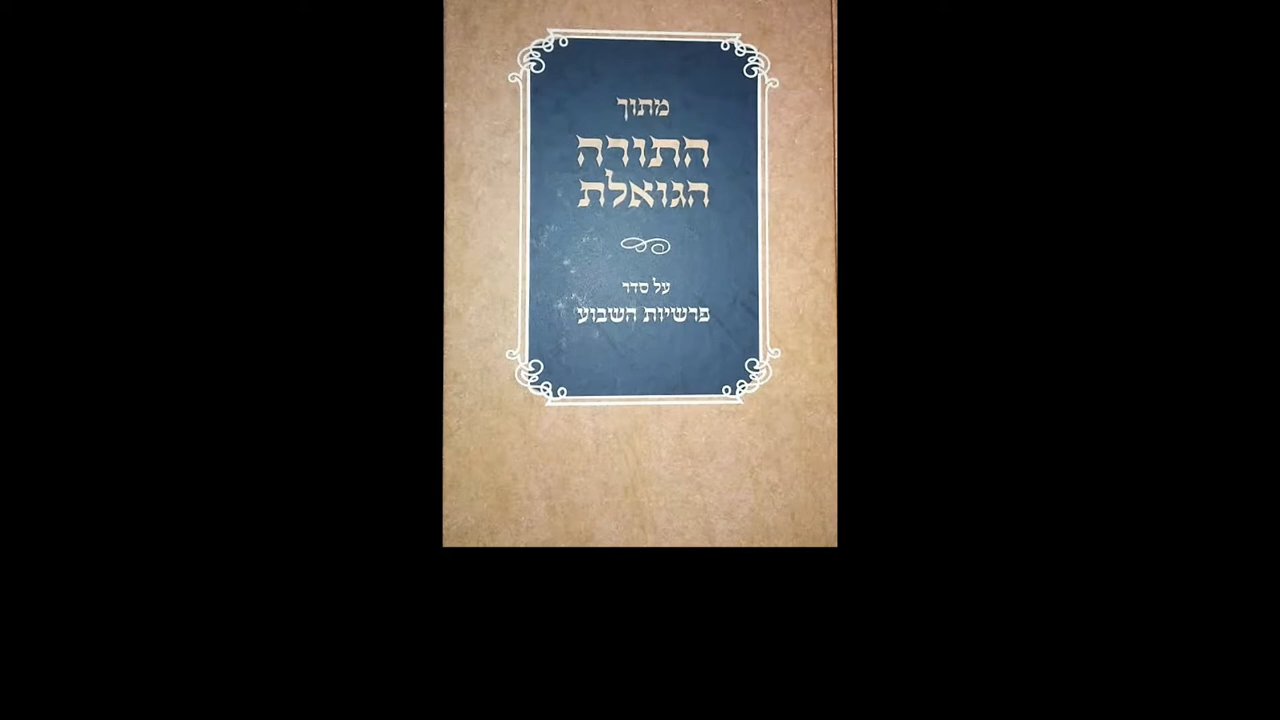 מתוך
התורה
הגואלת
על סדר
פרשיות השבוע